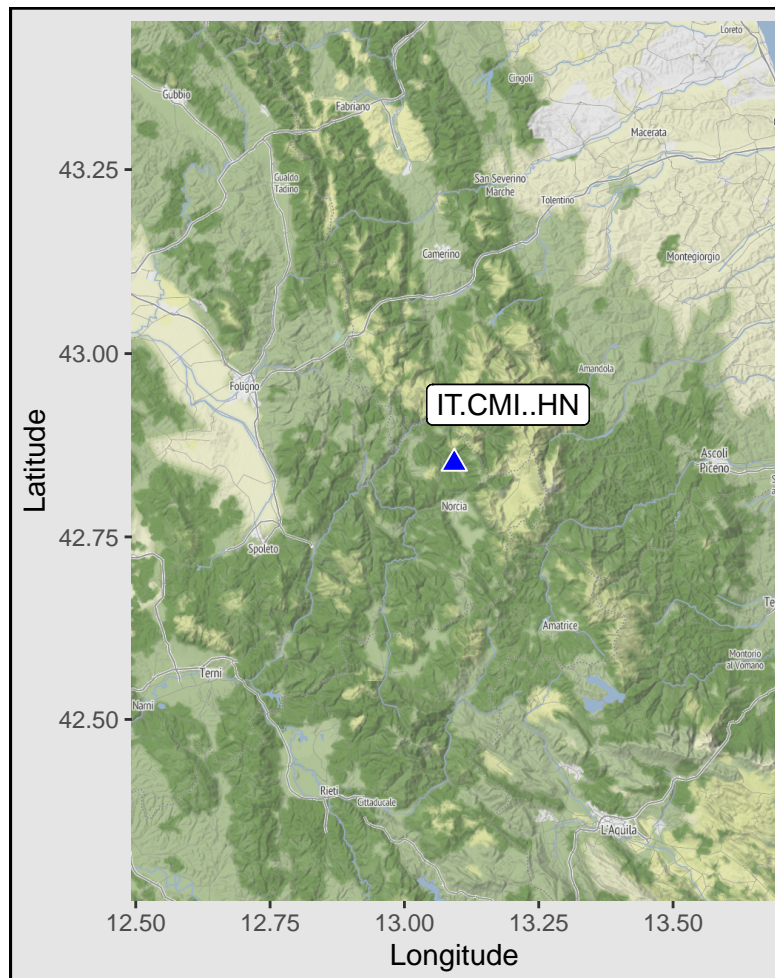 Loreto
Gubbio
Cingoli
Fabriano
Macerata
43.25
Gualdo
Tadino
San Severino
Marche
Tolentino
Camerino
Montegiorgio
43.00
Amandola
Foligno
IT.CMI..HN
Ascoli
Piceno
Norcia
42.75
Spoleto
Te
Amatrice
Montorio
al Vomano
Terni
Narni
42.50
Rieti
Cittaducale
L'Aquila
12.50 12.75 13.00 13.25 13.50
Longitude
Latitude